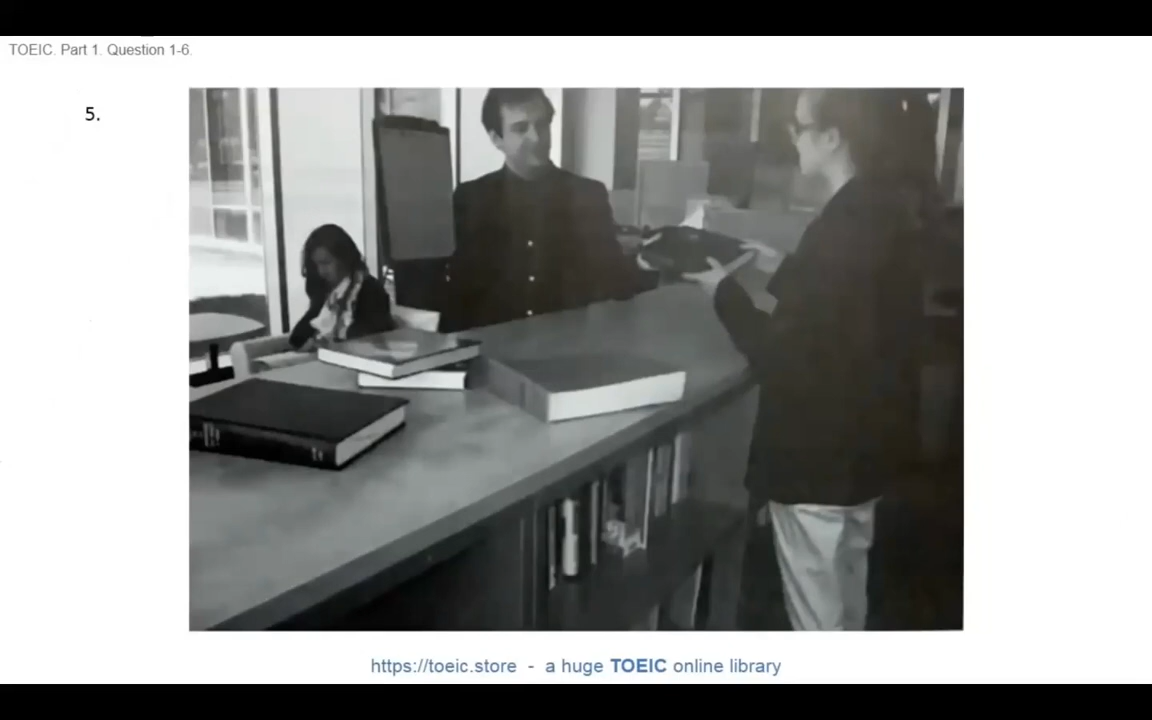 TOEIC. Part 1. Question 1-6.
5.
https://toeic.store - a huge TOEIC online library